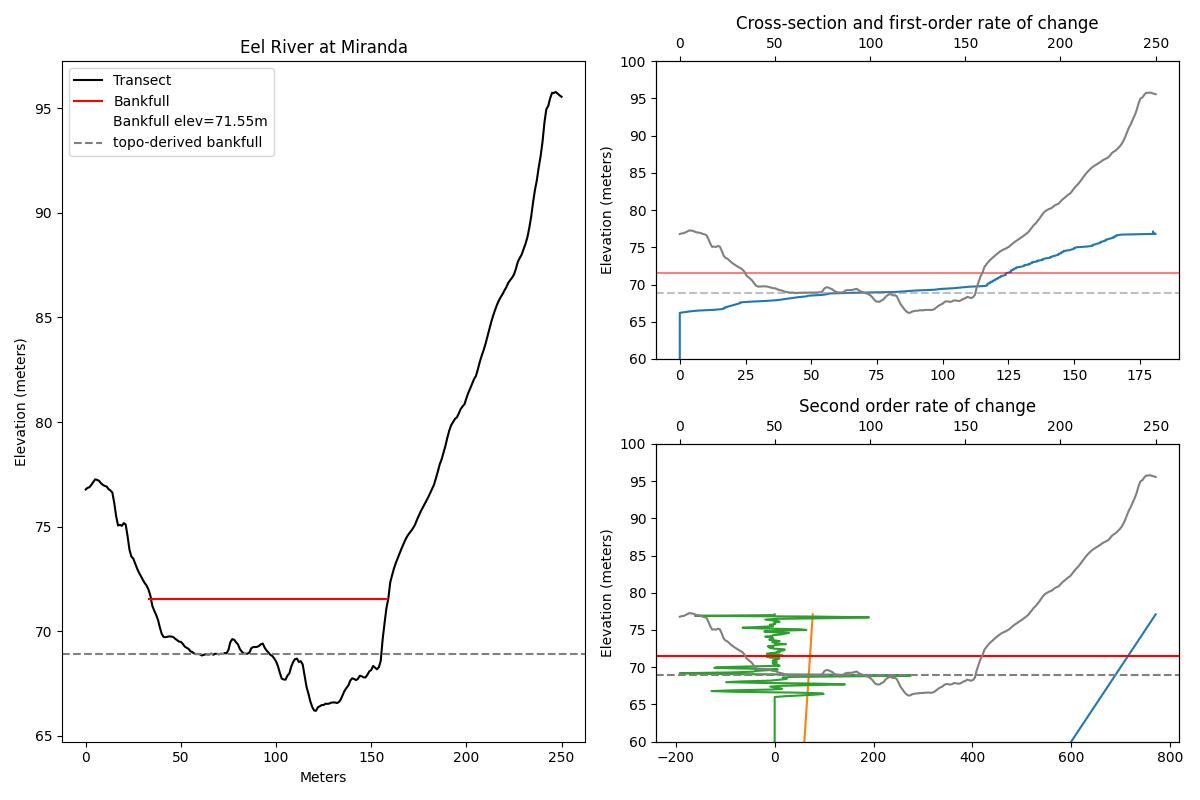 Eel River at Miranda
Transect
Bankfull
Bankfull elev=71.55m
topo-derived bankfull
95
90
85
80
75
70
65
Elevation (meters)
0 50 100 150 200 250
Meters
Cross-section and first-order rate of change
0 50 100 150 200 250
100
95
90
85
80
75
70
65
60
Elevation (meters)
0 25 50 75 100 125 150 175
Second order rate of change
0 50 100 150 200 250
100
95
90
85
80
75
70
65
60
Elevation (meters)
−200 0 200 400 600 800